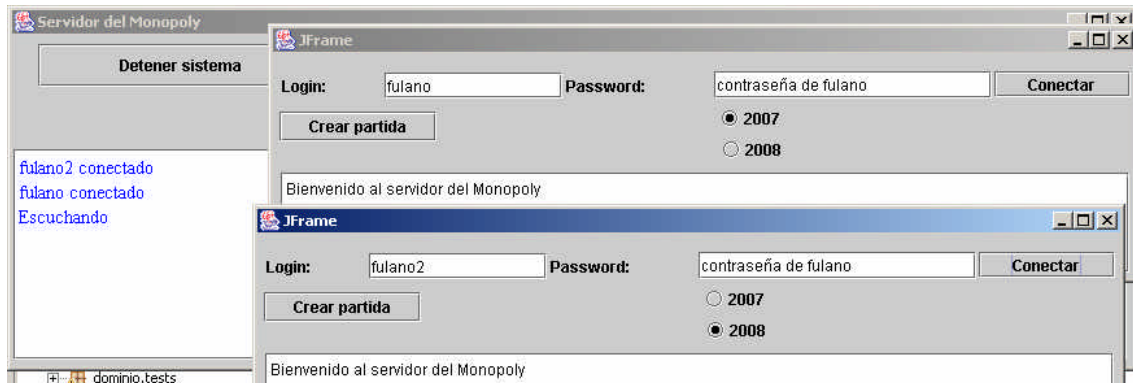 Servidor del Monopoly
Detener sistema
fulano2 conectado
fulano conectado
Escuchando
JFrame
Login: fulano Password: contraseña de fulano Conectar
Crear partida 2007
2008
Bienvenido al servidor del Monopoly
JFrame
Login: fulano2 Password: contraseña de fulano Conectar
Crear partida 2007
2008
Bienvenido al servidor del Monopoly
dominio.tests